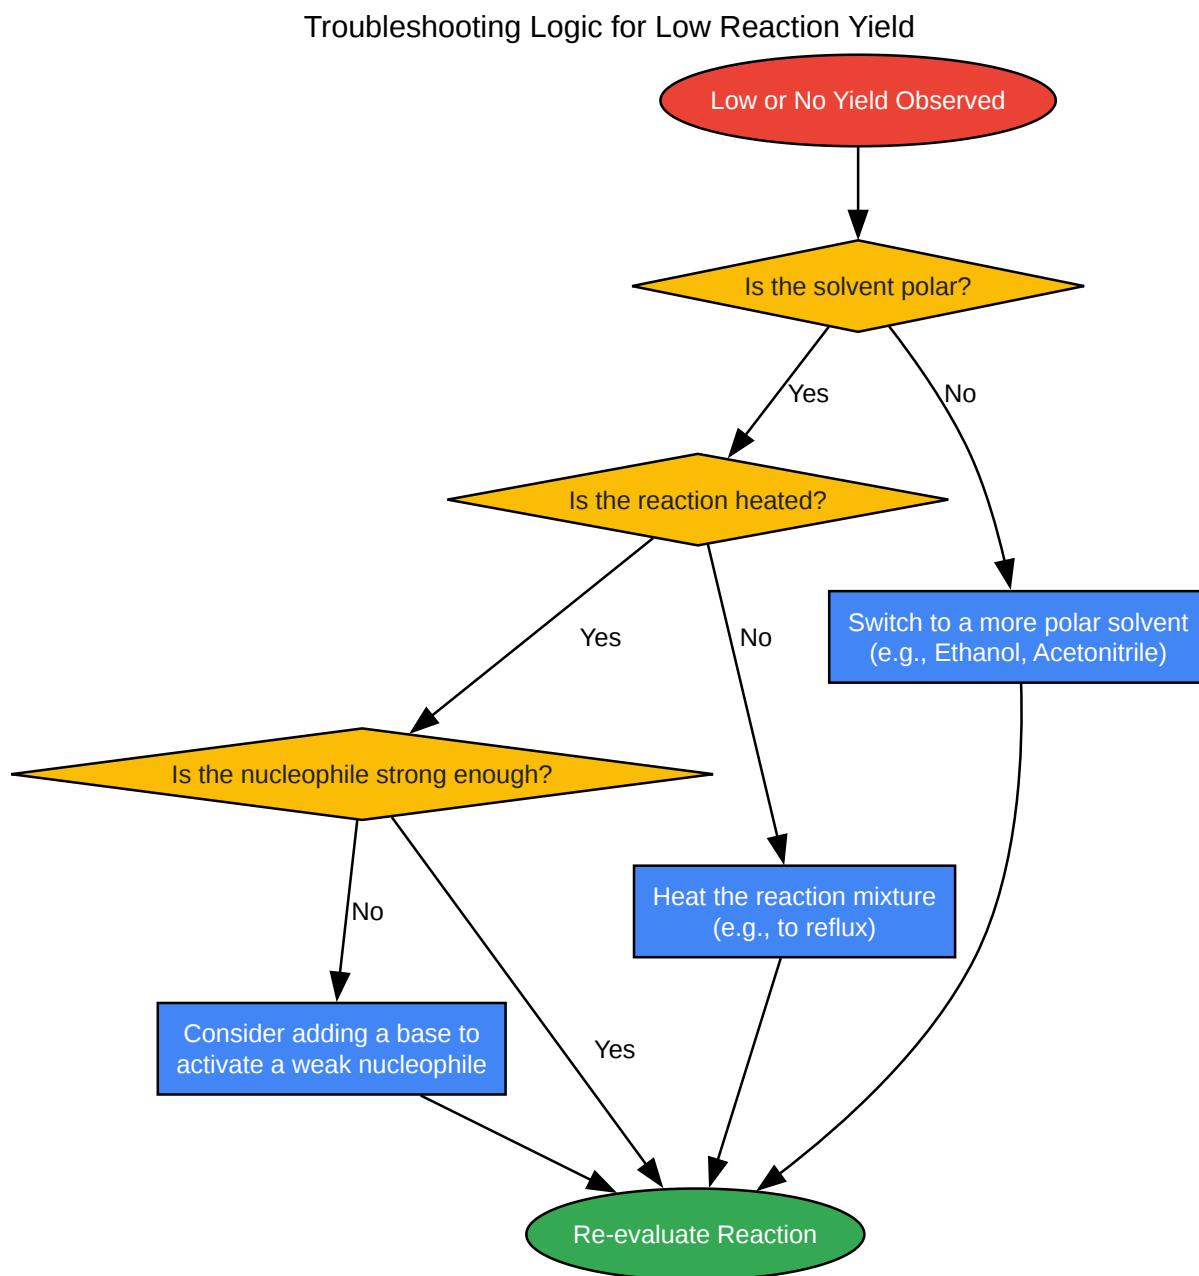 Troubleshooting Logic for Low Reaction Yield
Low or No Yield Observed
Is the solvent polar?
Yes
No
Is the reaction heated?
Switch to a more polar solvent
(e.g., Ethanol, Acetonitrile)
Yes
No
Is the nucleophile strong enough?
Heat the reaction mixture
(e.g., to reflux)
No
Consider adding a base to
activate a weak nucleophile
Yes
Re-evaluate Reaction